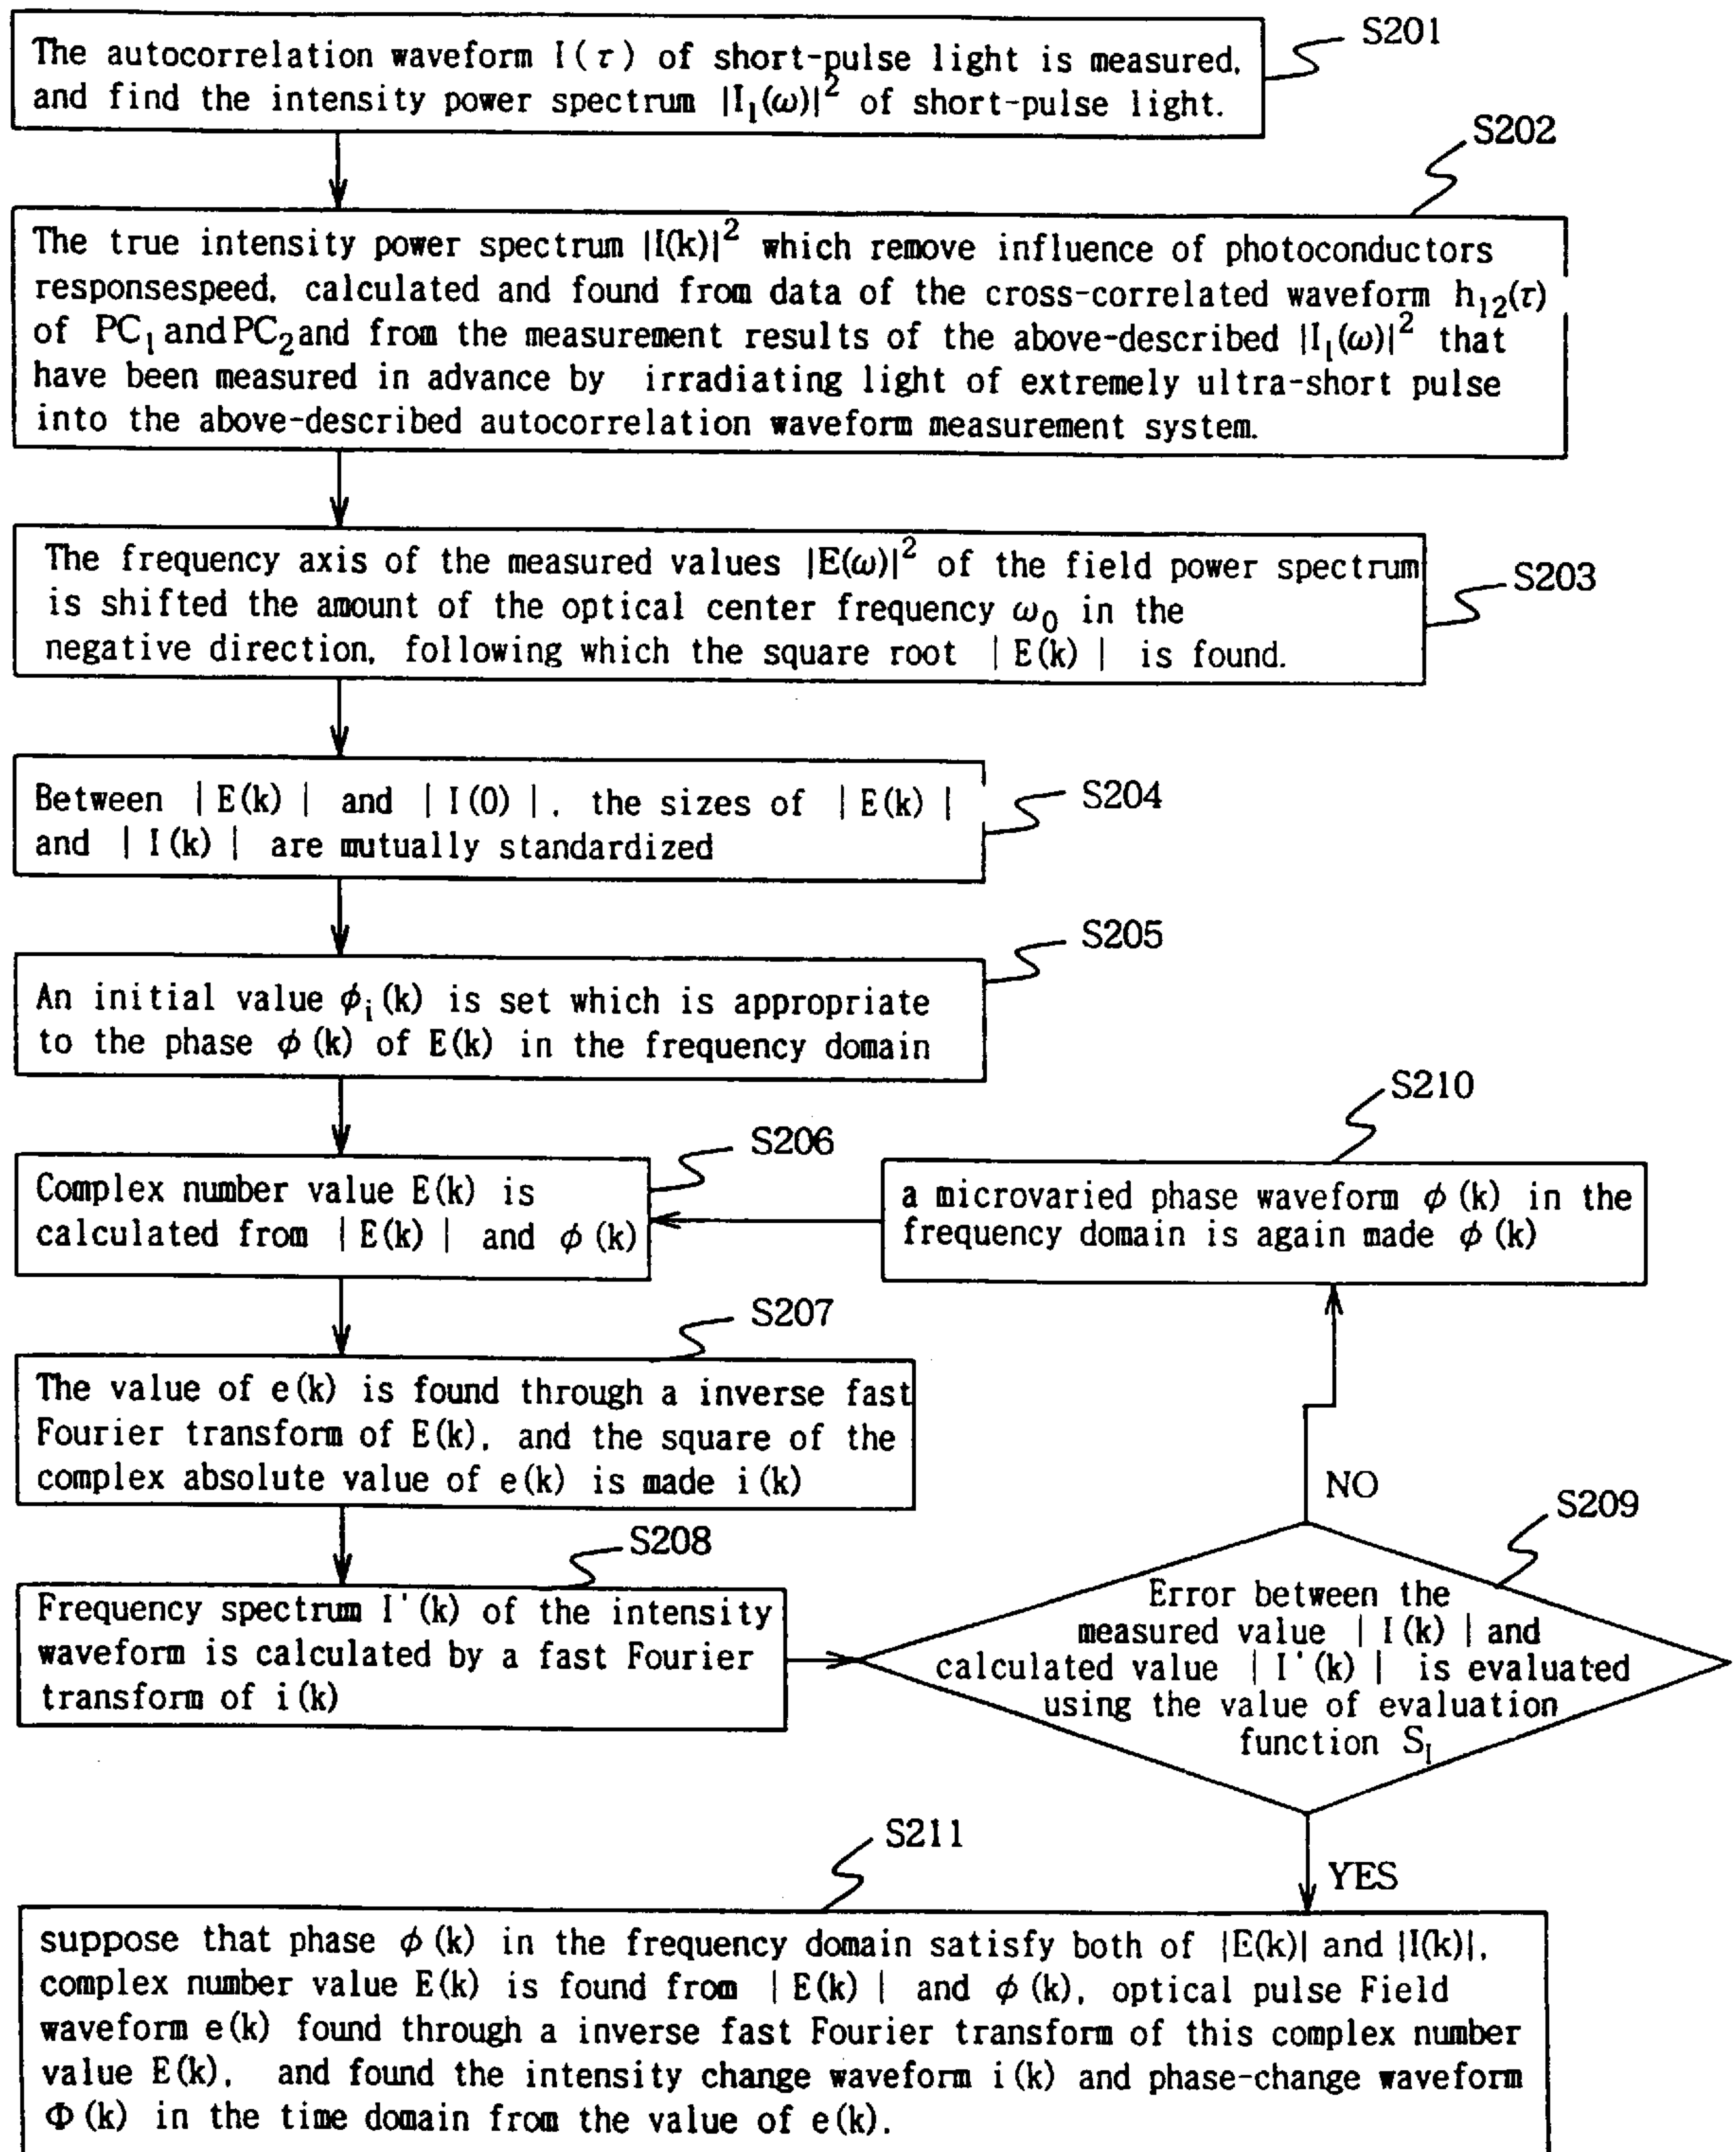 S201
The autocorrelation waveform I(τ) of short-pulse light is measured,
and find the intensity power spectrum |I₁(ω)|² of short-pulse light.
S202
The true intensity power spectrum |I(k)|² which remove influence of photoconductors
responsespeed, calculated and found from data of the cross-correlated waveform h₁₂(τ)
of PC₁ and PC₂ and from the measurement results of the above-described |I₁(ω)|² that
have been measured in advance by irradiating light of extremely ultra-short pulse
into the above-described autocorrelation waveform measurement system.
S203
The frequency axis of the measured values |E(ω)|² of the field power spectrum
is shifted the amount of the optical center frequency ω₀ in the
negative direction, following which the square root |E(k)| is found.
S204
Between |E(k)| and |I(0)|, the sizes of |E(k)|
and |I(k)| are mutually standardized
S205
An initial value ϕᵢ(k) is set which is appropriate
to the phase ϕ(k) of E(k) in the frequency domain
S206
Complex number value E(k) is
calculated from |E(k)| and ϕ(k)
S210
a microvaried phase waveform ϕ(k) in the
frequency domain is again made ϕ(k)
S207
The value of e(k) is found through a inverse fast
Fourier transform of E(k), and the square of the
complex absolute value of e(k) is made i(k)
S208
Frequency spectrum I'(k) of the intensity
waveform is calculated by a fast Fourier
transform of i(k)
NO
S209
Error between the
measured value |I(k)| and
calculated value |I'(k)| is evaluated
using the value of evaluation
function S_I
YES
S211
suppose that phase ϕ(k) in the frequency domain satisfy both of |E(k)| and |I(k)|,
complex number value E(k) is found from |E(k)| and ϕ(k), optical pulse Field
waveform e(k) found through a inverse fast Fourier transform of this complex number
value E(k), and found the intensity change waveform i(k) and phase-change waveform
Φ(k) in the time domain from the value of e(k).